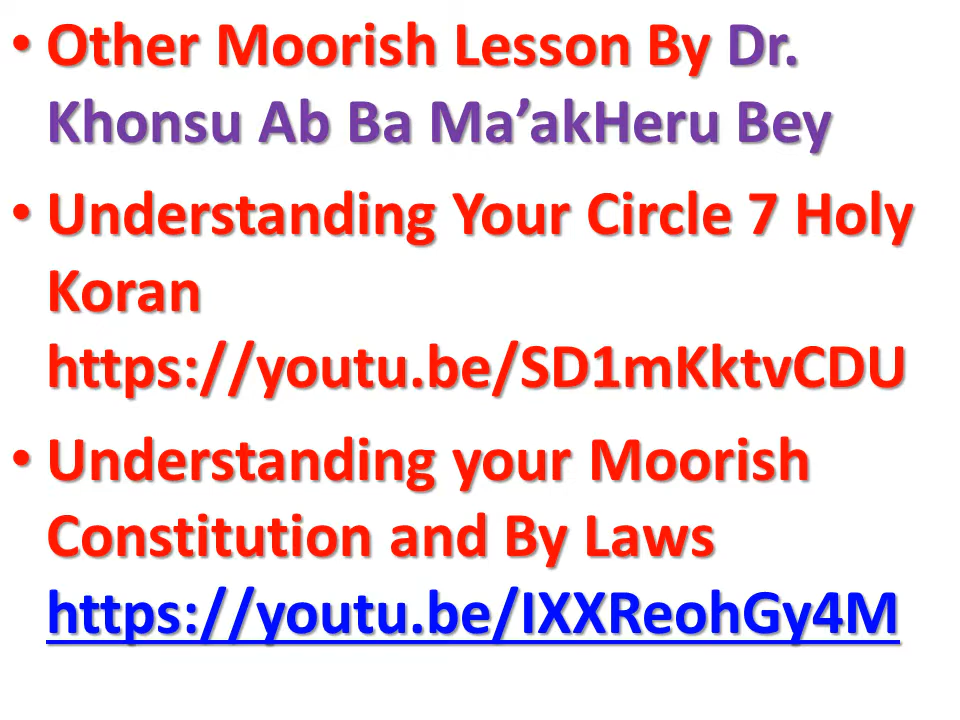 • Other Moorish Lesson By Dr.
Khonsu Ab Ba Ma’akHeru Bey
• Understanding Your Circle 7 Holy
Koran
https://youtu.be/SD1mKktvCDU
• Understanding your Moorish
Constitution and By Laws
https://youtu.be/IXXReohGy4M